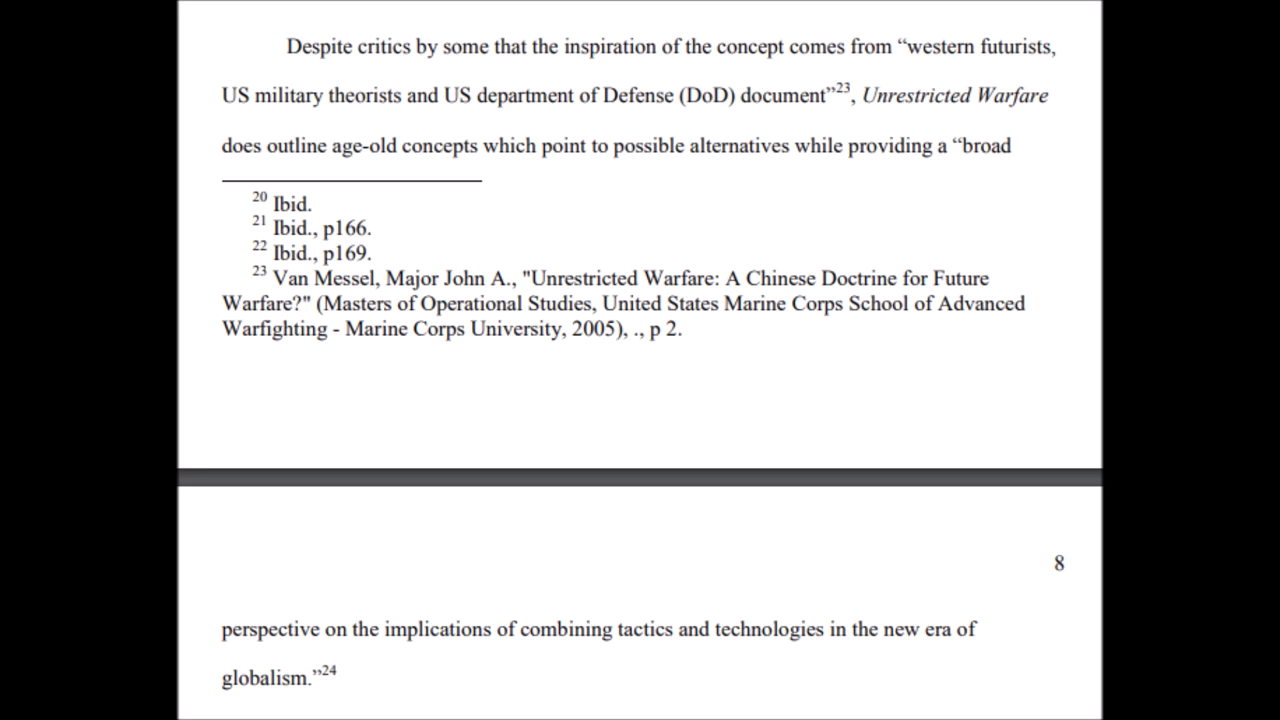 Despite critics by some that the inspiration of the concept comes from “western futurists,
US military theorists and US department of Defense (DoD) document”23, Unrestricted Warfare
does outline age-old concepts which point to possible alternatives while providing a “broad
20 Ibid.
21 Ibid., p166.
22 Ibid., p169.
23 Van Messel, Major John A., "Unrestricted Warfare: A Chinese Doctrine for Future
Warfare?" (Masters of Operational Studies, United States Marine Corps School of Advanced
Warfighting - Marine Corps University, 2005), ., p 2.
8
perspective on the implications of combining tactics and technologies in the new era of
globalism.”24